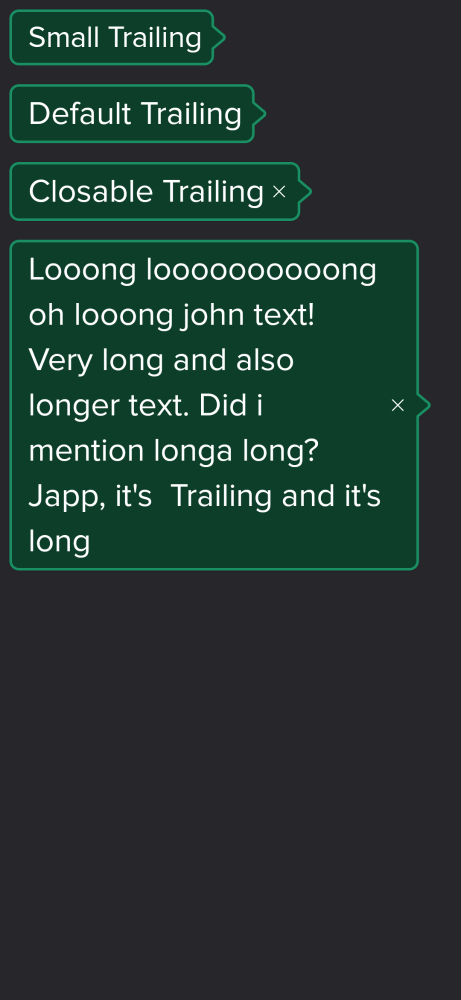 Small Trailing
Default Trailing
Closable Trailing ×
Looong loooooooooong
oh looong john text!
Very long and also
longer text. Did i
mention longa long?
Japp, it's  Trailing and it's
long
×